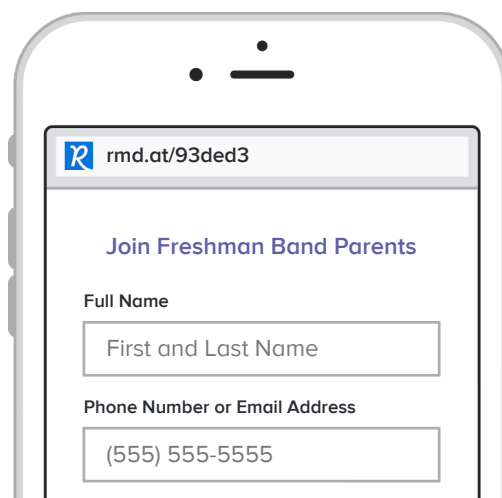 rmd.at/93ded3
Join Freshman Band Parents
Full Name
First and Last Name
Phone Number or Email Address
(555) 555-5555